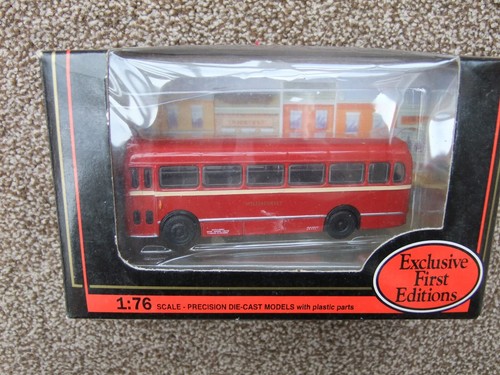 Exclusive
First
Editions
1:76 SCALE - PRECISION DIE-CAST MODELS with plastic parts